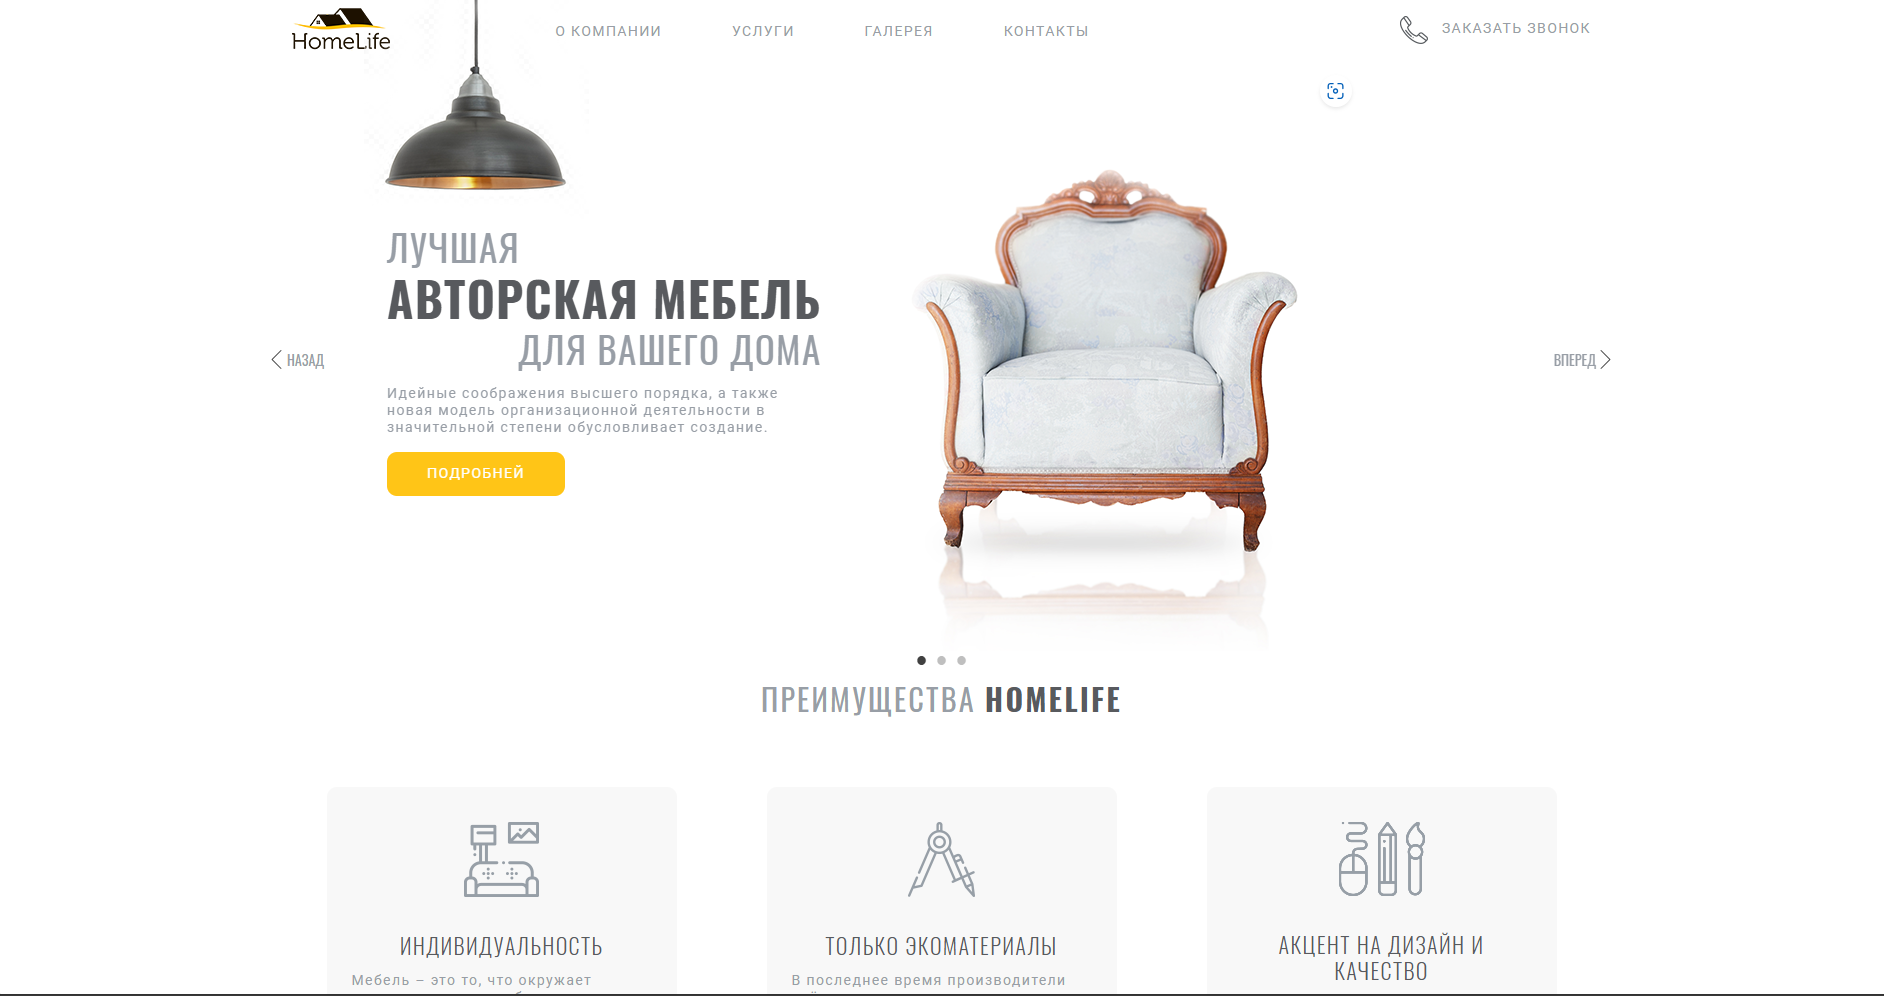 HomeLife
О КОМПАНИИ
УСЛУГИ
ГАЛЕРЕЯ
КОНТАКТЫ
ЗАКАЗАТЬ ЗВОНОК
ЛУЧШАЯ
АВТОРСКАЯ МЕБЕЛЬ
ДЛЯ ВАШЕГО ДОМА
НАЗАД
ВПЕРЕД
Идейные соображения высшего порядка, а также
новая модель организационной деятельности в
значительной степени обусловливает создание.
ПОДРОБНЕЙ
ПРЕИМУЩЕСТВА HOMELIFE
ИНДИВИДУАЛЬНОСТЬ
Мебель – это то, что окружает
ТОЛЬКО ЭКОМАТЕРИАЛЫ
В последнее время производители
АКЦЕНТ НА ДИЗАЙН И
КАЧЕСТВО